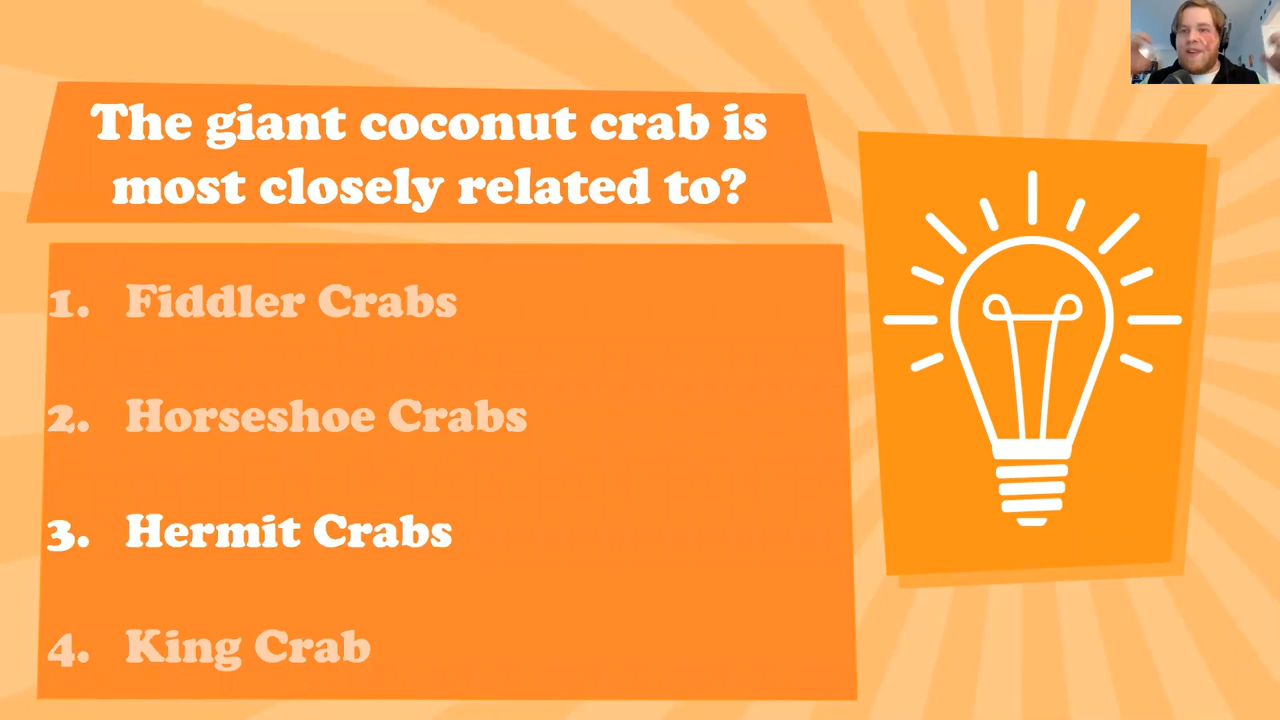 The giant coconut crab is
most closely related to?
1. Fiddler Crabs
2. Horseshoe Crabs
3. Hermit Crabs
4. King Crab